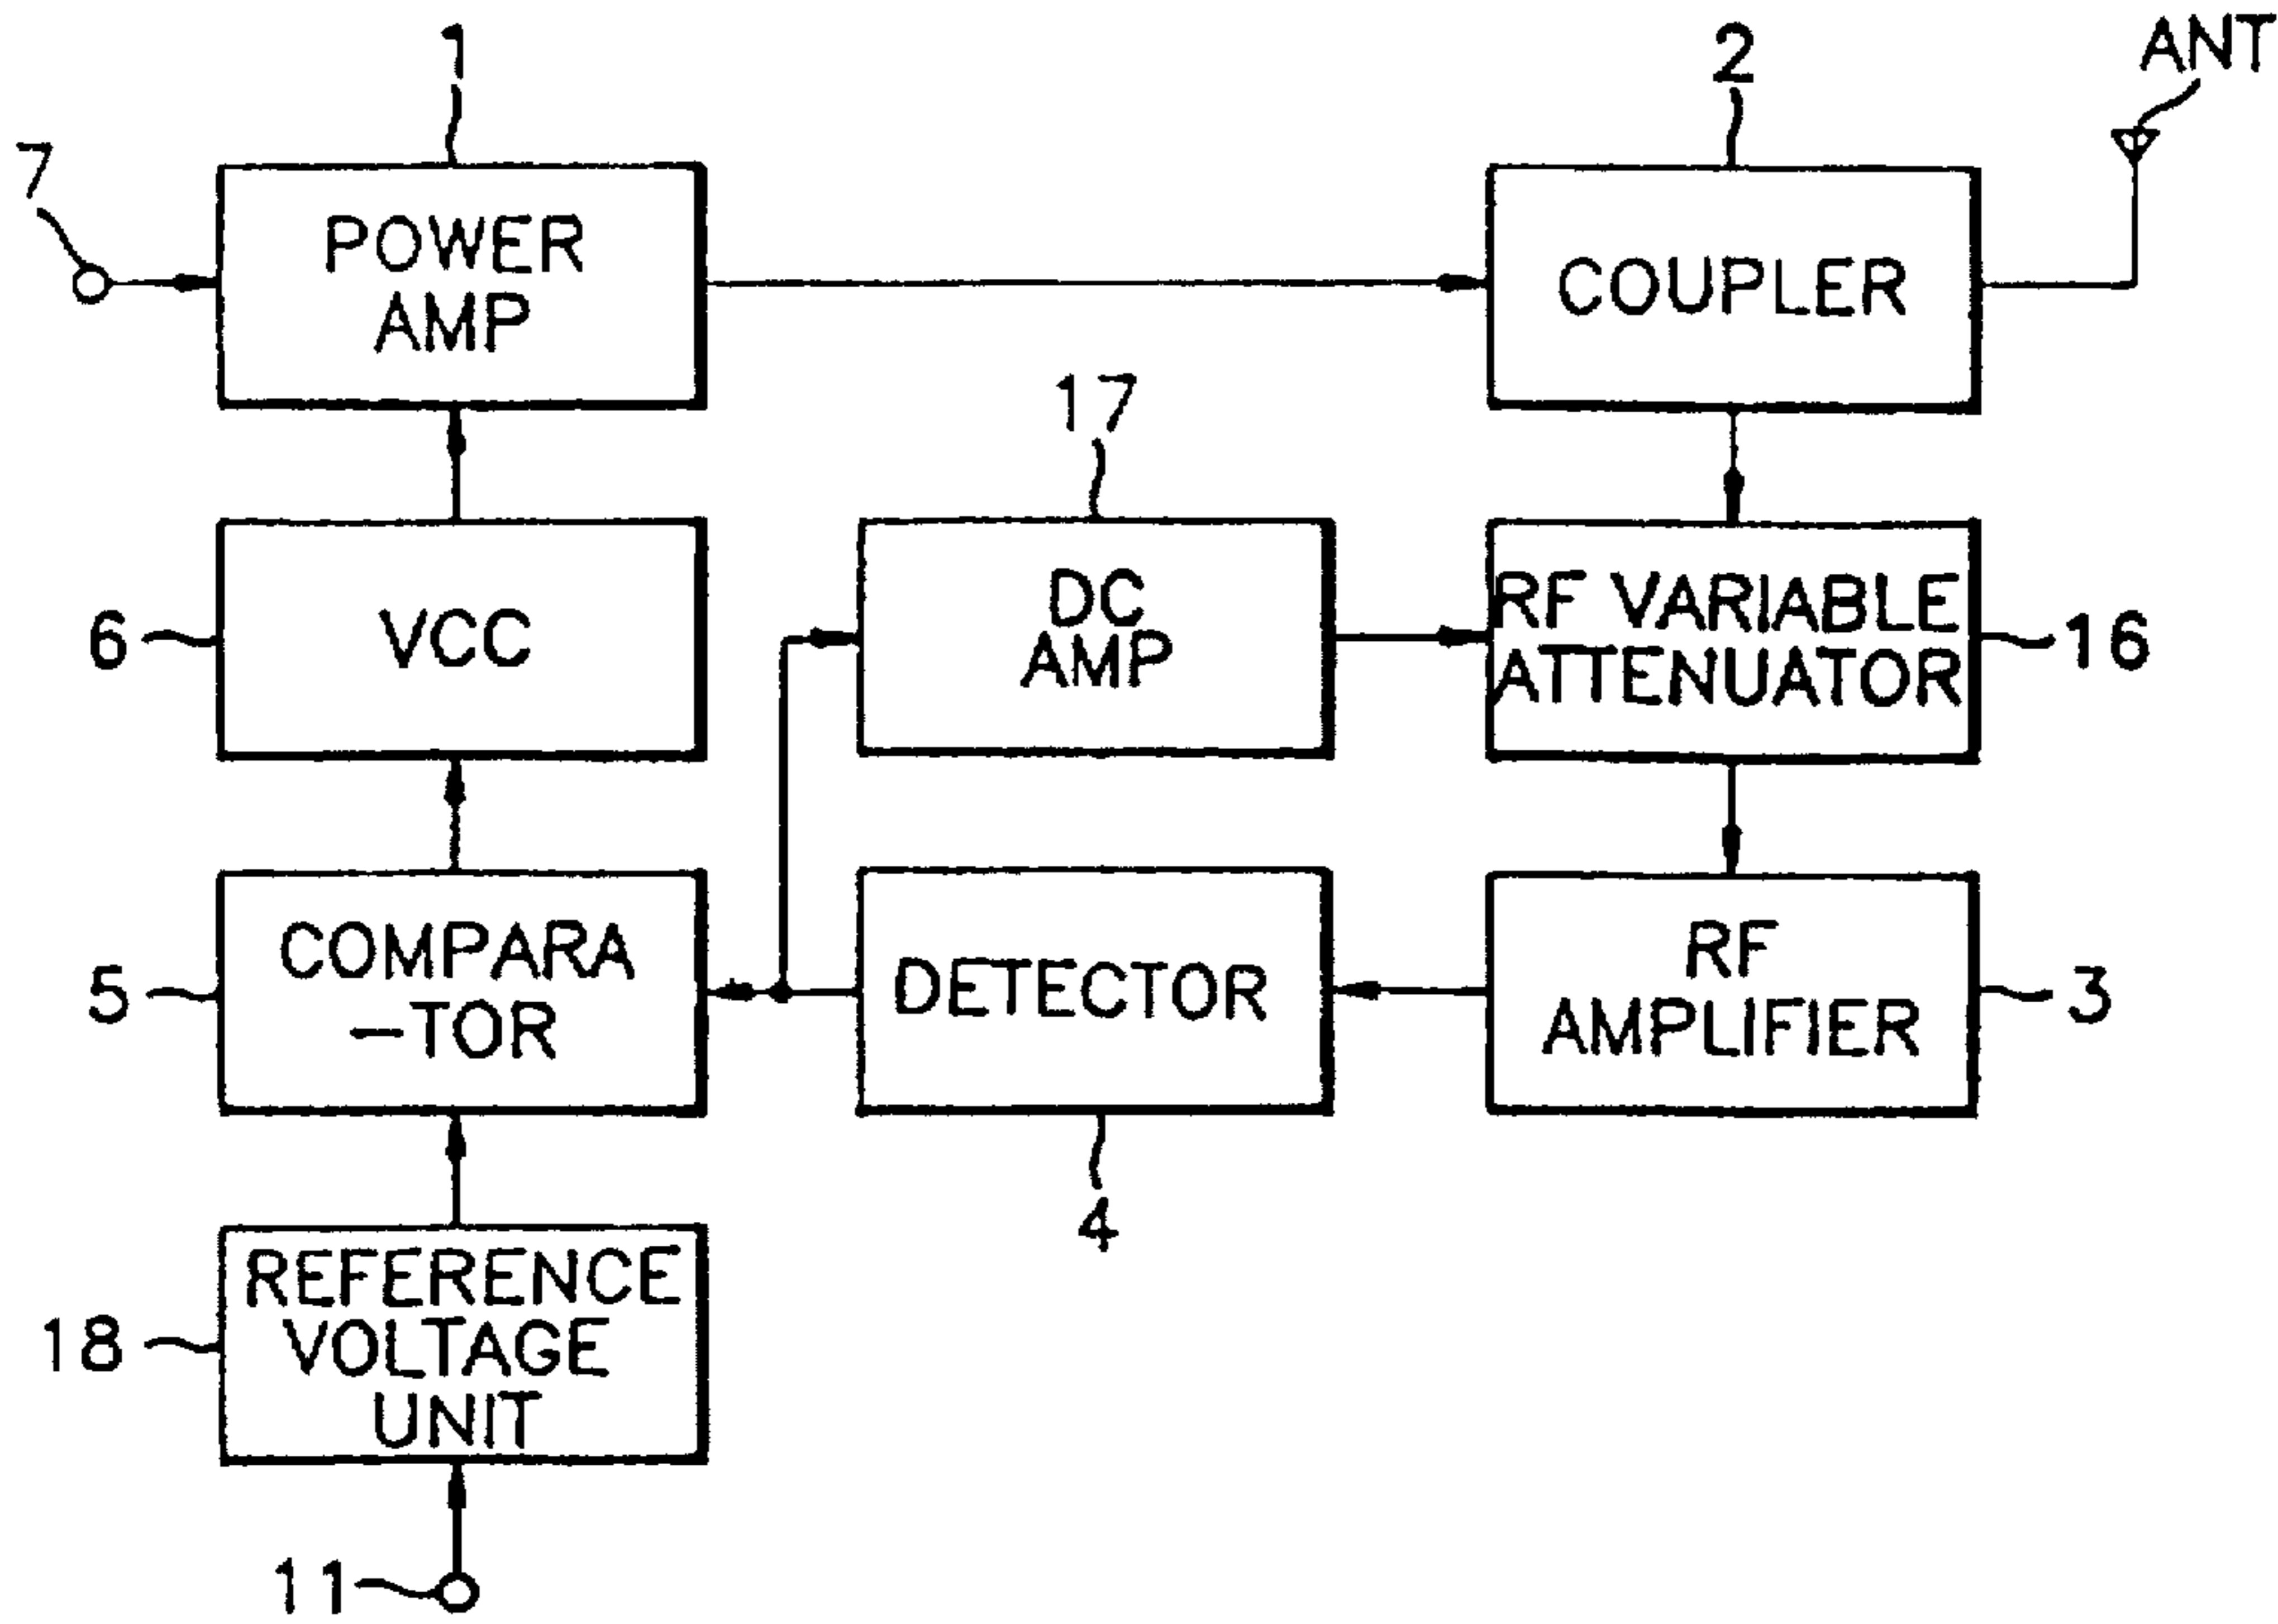 1
2
ANT
7
POWER
AMP
COUPLER
17
6
VCC
DC
AMP
RF VARIABLE
ATTENUATOR
16
5
COMPARA
-TOR
DETECTOR
RF
AMPLIFIER
3
4
18
REFERENCE
VOLTAGE
UNIT
11